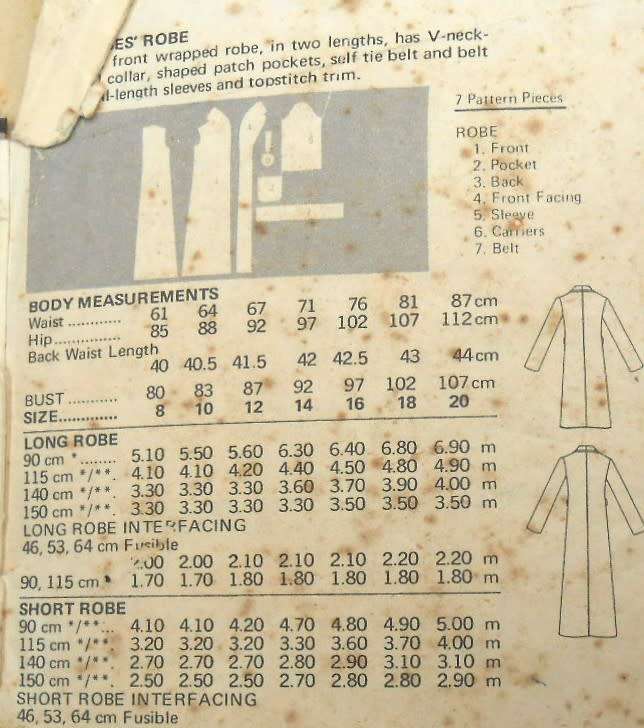 ES' ROBE
front wrapped robe, in two lengths, has V-neck-
collar, shaped patch pockets, self tie belt and belt
l-length sleeves and topstitch trim.
7 Pattern Pieces
ROBE
1. Front
2. Pocket
3. Back
4. Front Facing
5. Sleeve
6. Carriers
7. Belt
BODY MEASUREMENTS
Waist ............ 61 64 67 71 76 81 87 cm
Hip............... 85 88 92 97 102 107 112 cm
Back Waist Length
40 40.5 41.5 42 42.5 43 44 cm
BUST ........... 80 83 87 92 97 102 107 cm
SIZE............. 8 10 12 14 16 18 20
LONG ROBE
90 cm * ........ 5.10 5.50 5.60 6.30 6.40 6.80 6.90 m
115 cm */**. 4.10 4.10 4.20 4.40 4.50 4.80 4.90 m
140 cm */**. 3.30 3.30 3.30 3.60 3.70 3.90 4.00 m
150 cm */**. 3.30 3.30 3.30 3.30 3.50 3.50 3.50 m
LONG ROBE INTERFACING
46, 53, 64 cm Fusible
2.00 2.00 2.10 2.10 2.10 2.20 2.20 m
90, 115 cm 1.70 1.70 1.80 1.80 1.80 1.80 1.80 m
SHORT ROBE
90 cm */**... 4.10 4.10 4.20 4.70 4.80 4.90 5.00 m
115 cm */**. 3.20 3.20 3.20 3.30 3.60 3.70 4.00 m
140 cm */**. 2.70 2.70 2.70 2.80 2.90 3.10 3.10 m
150 cm */**. 2.50 2.50 2.50 2.70 2.80 2.80 2.90 m
SHORT ROBE INTERFACING
46, 53, 64 cm Fusible